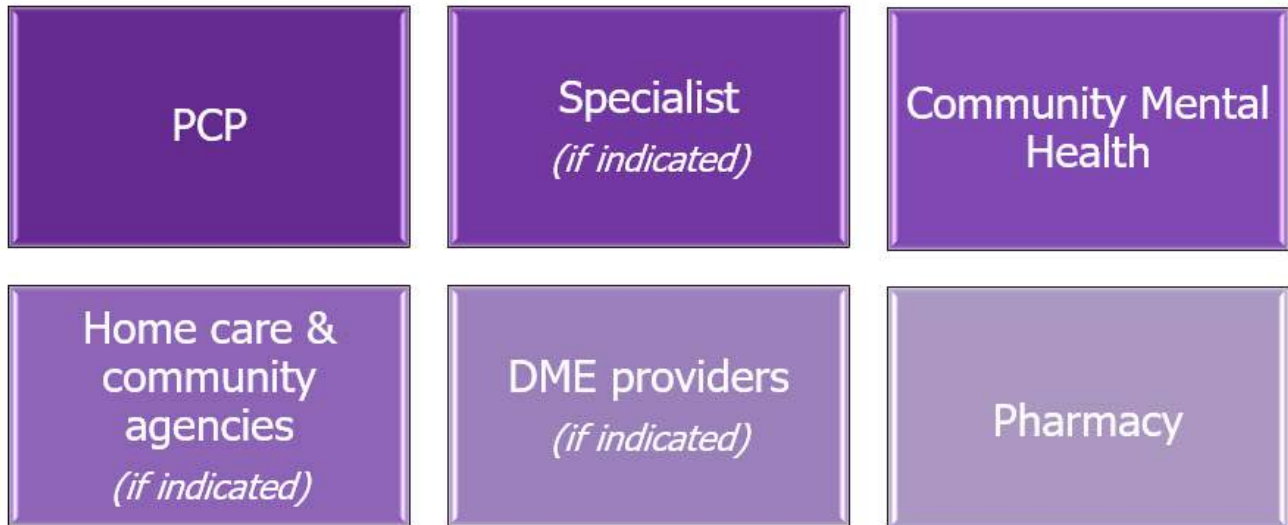 PCP
Specialist
(if indicated)
Community Mental
Health
Home care &
community
agencies
(if indicated)
DME providers
(if indicated)
Pharmacy